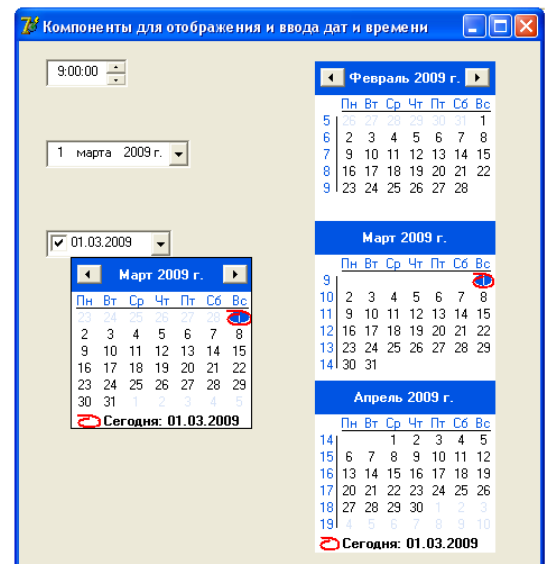 Компоненты для отображения и ввода дат и времени
9:00:00
1 марта 2009 г.
01.03.2009
Март 2009 г.
Пн Вт Ср Чт Пт Сб Вс
23 24 25 26 27 28 1
2 3 4 5 6 7 8
9 10 11 12 13 14 15
16 17 18 19 20 21 22
23 24 25 26 27 28 29
30 31 1 2 3 4 5
Сегодня: 01.03.2009
Февраль 2009 г.
Пн Вт Ср Чт Пт Сб Вс
5 26 27 28 29 30 31 1
6 2 3 4 5 6 7 8
7 9 10 11 12 13 14 15
8 16 17 18 19 20 21 22
9 23 24 25 26 27 28
Март 2009 г.
Пн Вт Ср Чт Пт Сб Вс
9 1
10 2 3 4 5 6 7 8
11 9 10 11 12 13 14 15
12 16 17 18 19 20 21 22
13 23 24 25 26 27 28 29
14 30 31
Апрель 2009 г.
Пн Вт Ср Чт Пт Сб Вс
14 1 2 3 4 5
15 6 7 8 9 10 11 12
16 13 14 15 16 17 18 19
17 20 21 22 23 24 25 26
18 27 28 29 30 1 2 3
19 4 5 6 7 8 9 10
Сегодня: 01.03.2009